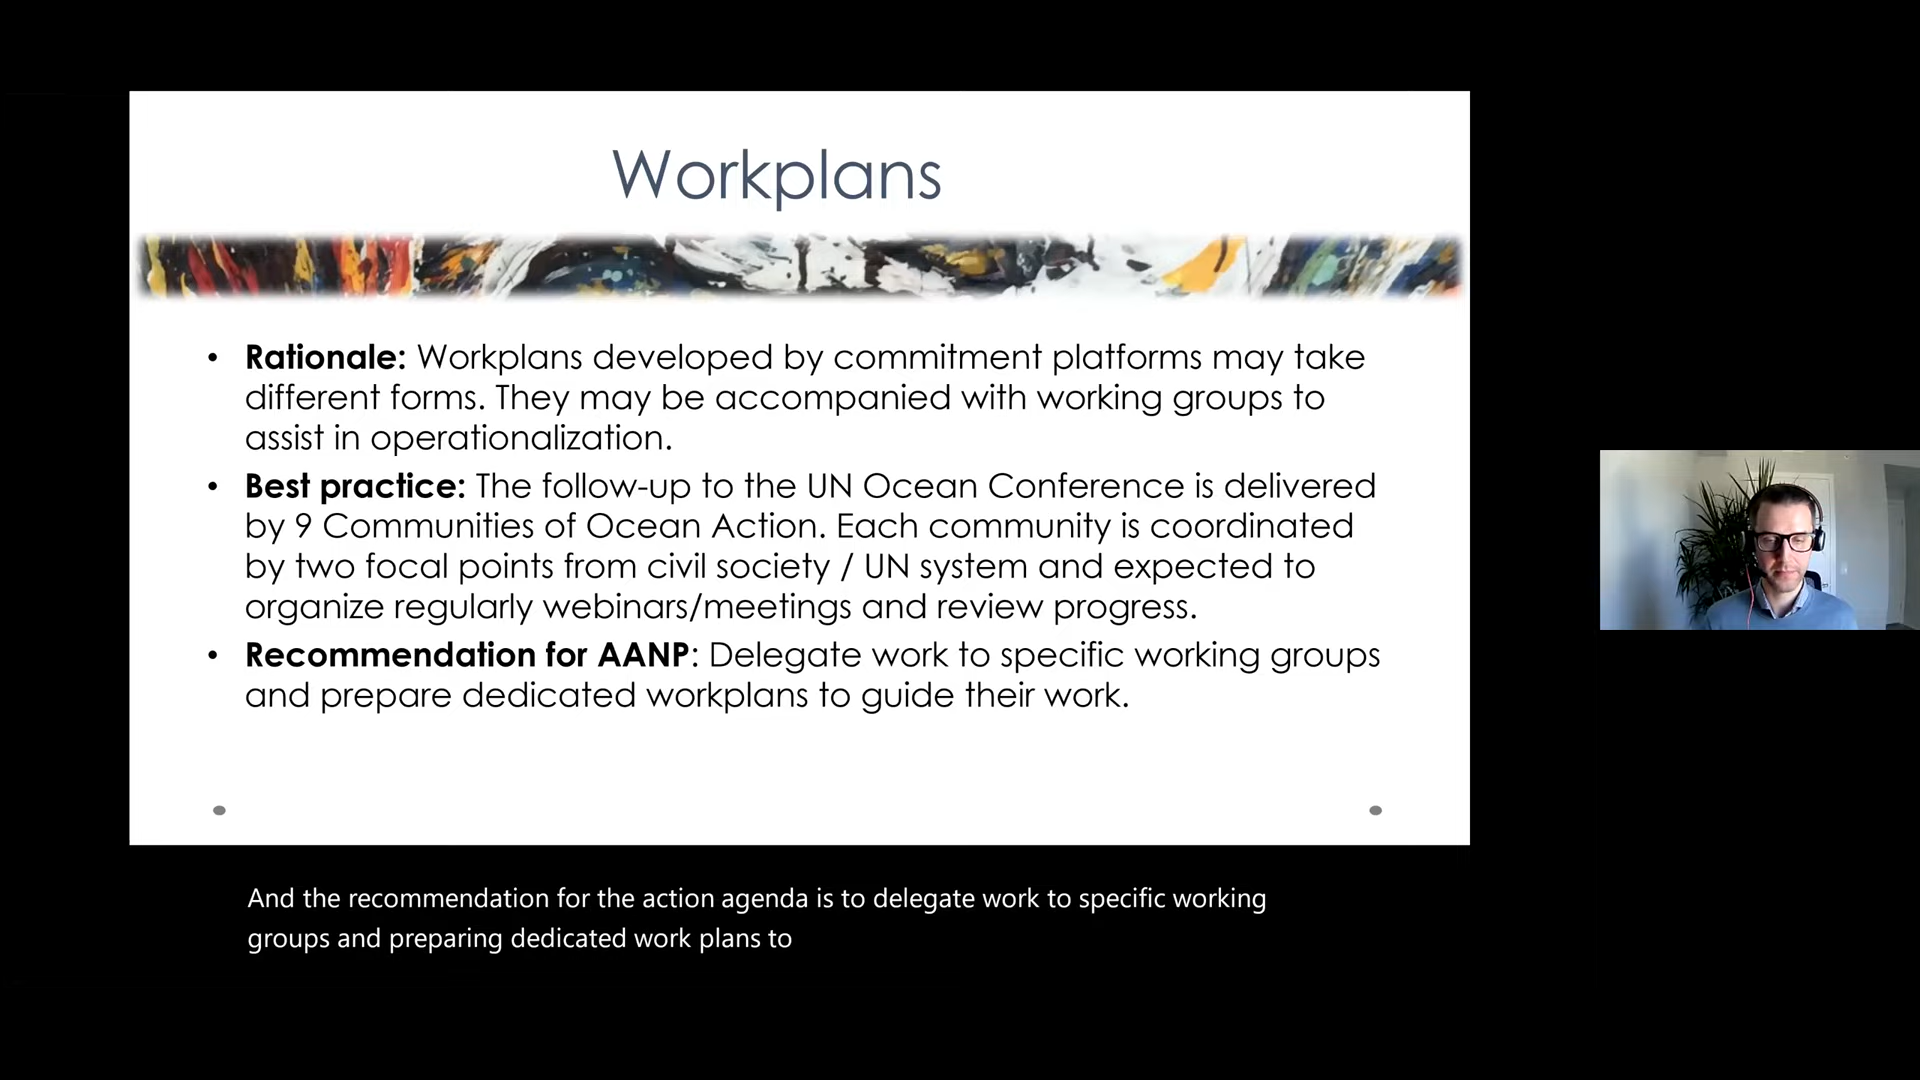 Workplans
• Rationale: Workplans developed by commitment platforms may take
different forms. They may be accompanied with working groups to
assist in operationalization.
• Best practice: The follow-up to the UN Ocean Conference is delivered
by 9 Communities of Ocean Action. Each community is coordinated
by two focal points from civil society / UN system and expected to
organize regularly webinars/meetings and review progress.
• Recommendation for AANP: Delegate work to specific working groups
and prepare dedicated workplans to guide their work.
And the recommendation for the action agenda is to delegate work to specific working
groups and preparing dedicated work plans to